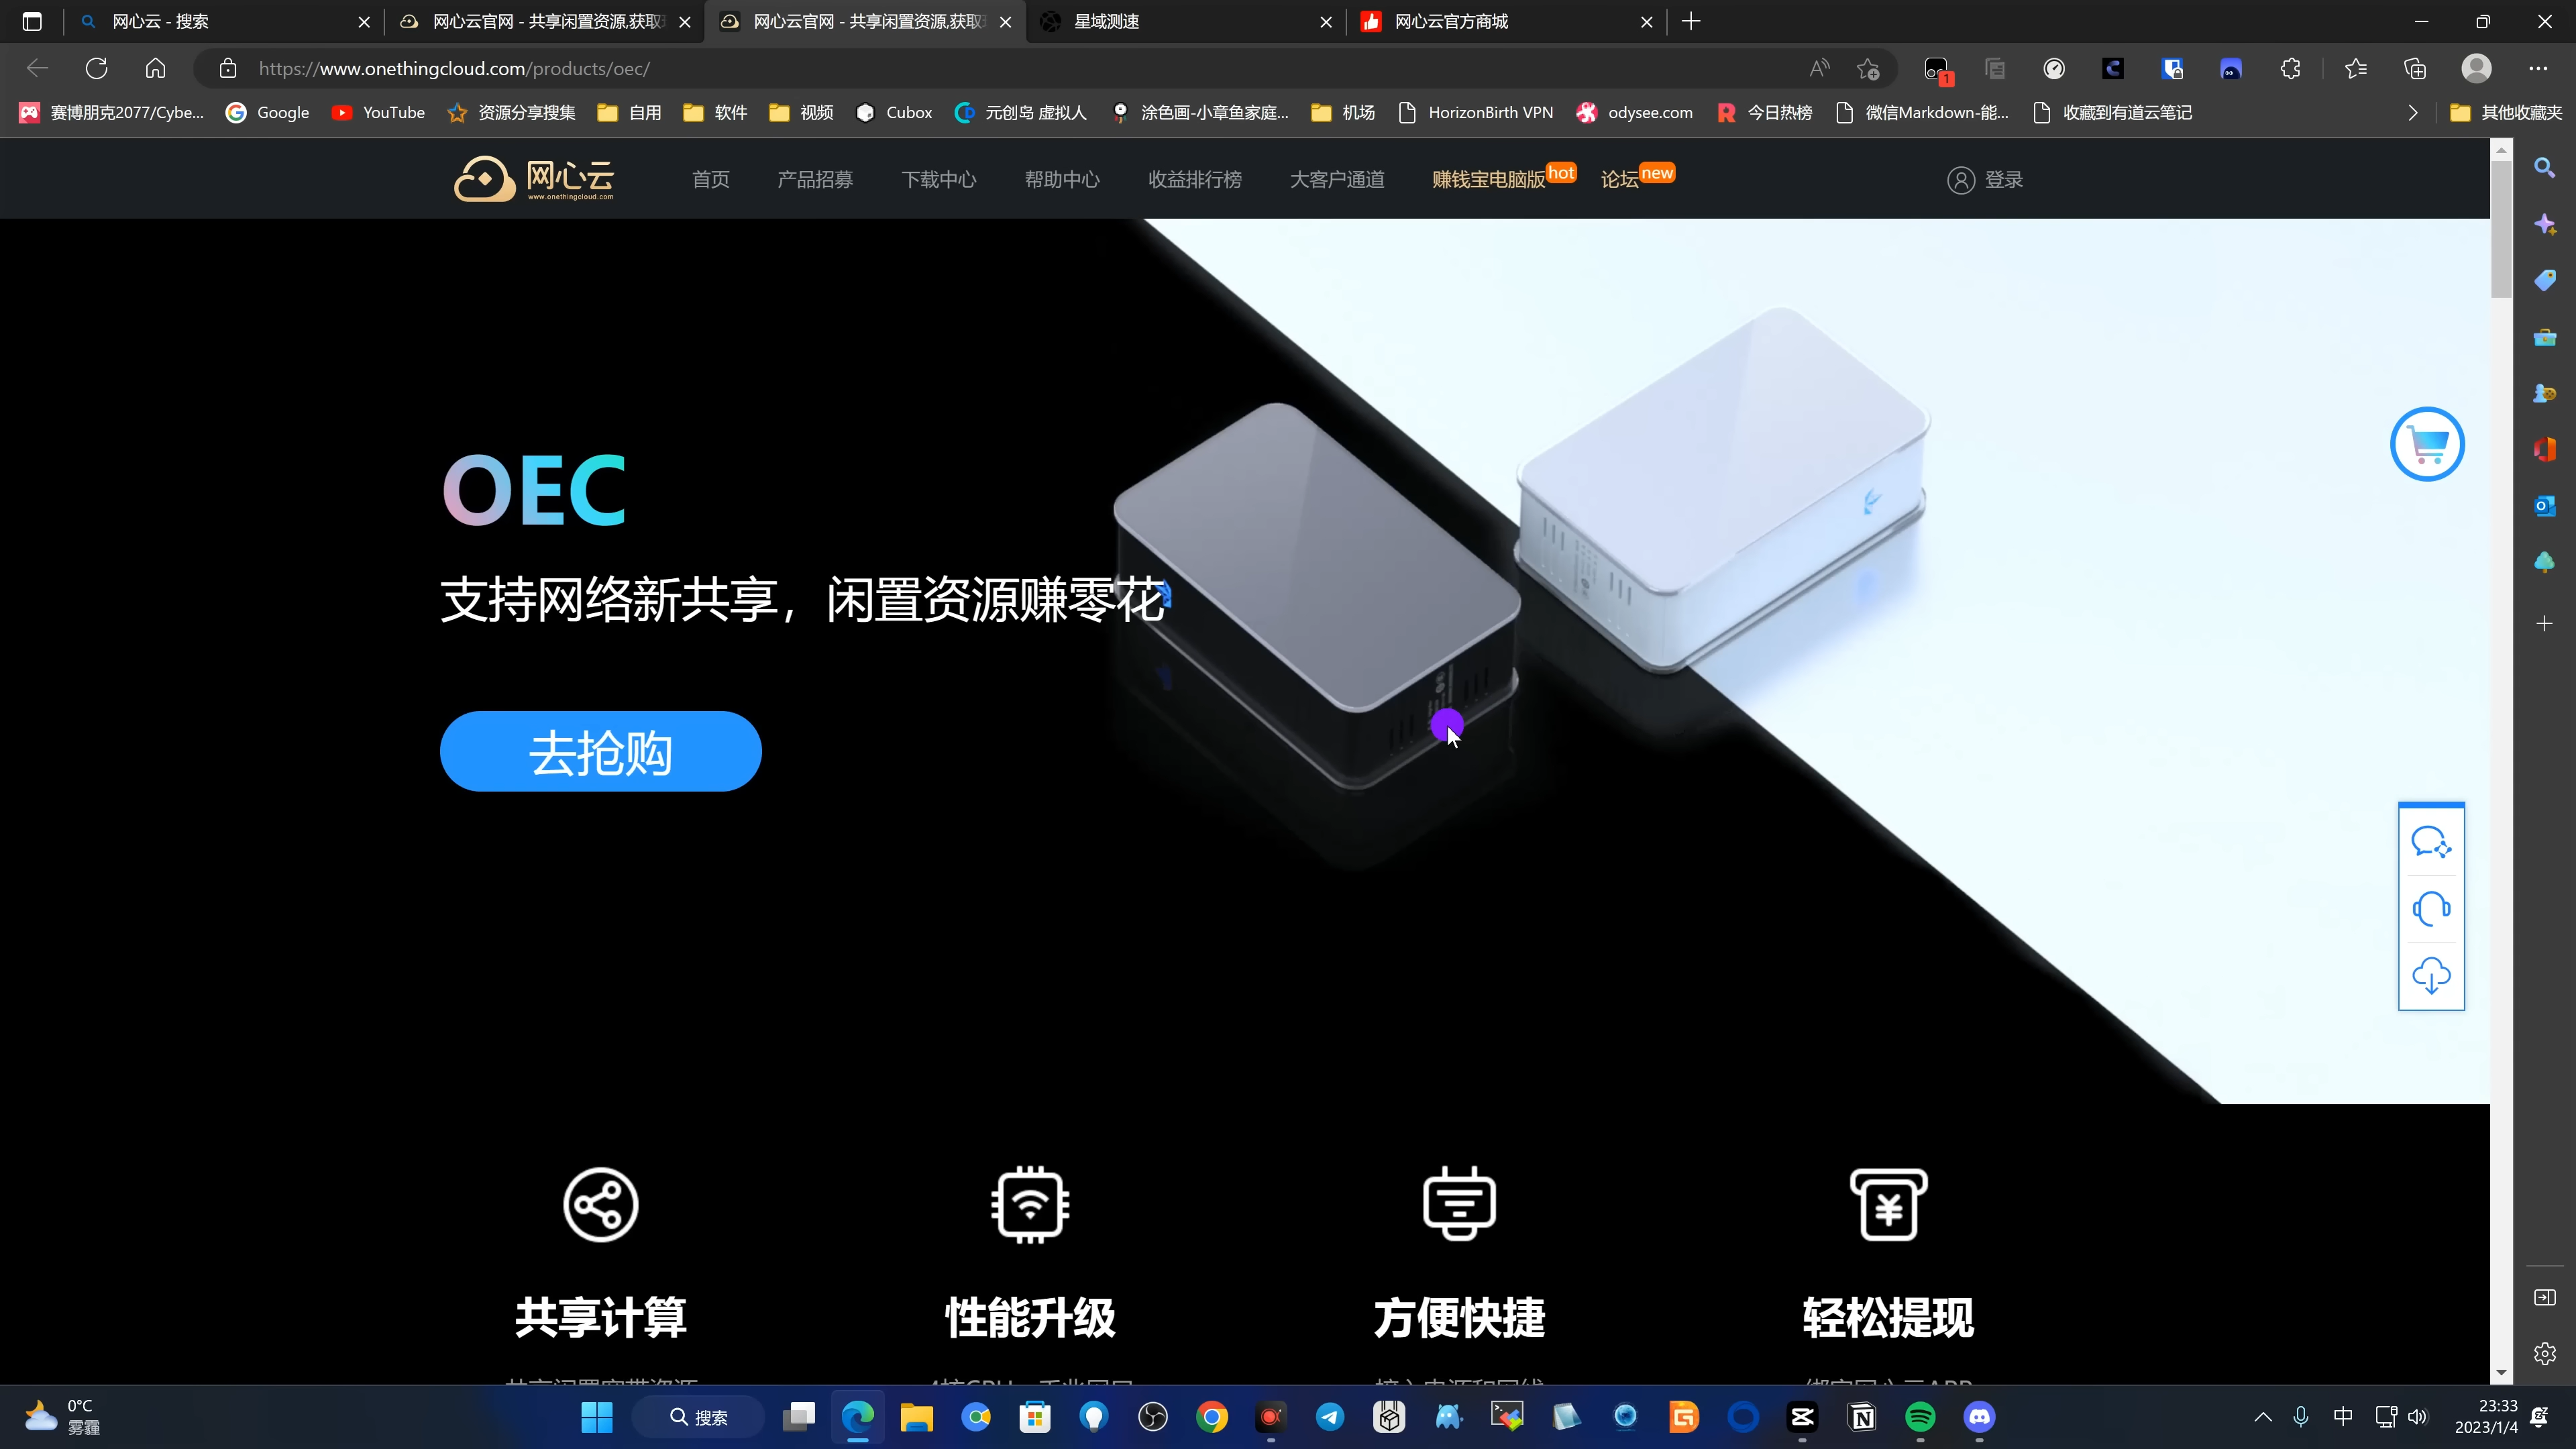 网心云 - 搜索
网心云官网 - 共享闲置资源,获取
网心云官网 - 共享闲置资源,获取
星域测速
网心云官方商城
https://www.onethingcloud.com/products/oec/
1
赛博朋克2077/Cybe...
Google
YouTube
资源分享搜集
自用
软件
视频
Cubox
元创岛 虚拟人
涂色画-小章鱼家庭...
机场
HorizonBirth VPN
odysee.com
今日热榜
微信Markdown-能...
收藏到有道云笔记
其他收藏夹
网心云
www.onethingcloud.com
首页
产品招募
下载中心
帮助中心
收益排行榜
大客户通道
赚钱宝电脑版
hot
论坛
new
登录
OEC
支持网络新共享，闲置资源赚零花
去抢购
共享计算
性能升级
方便快捷
轻松提现
0°C
雾霾
搜索
中
23:33
2023/1/4